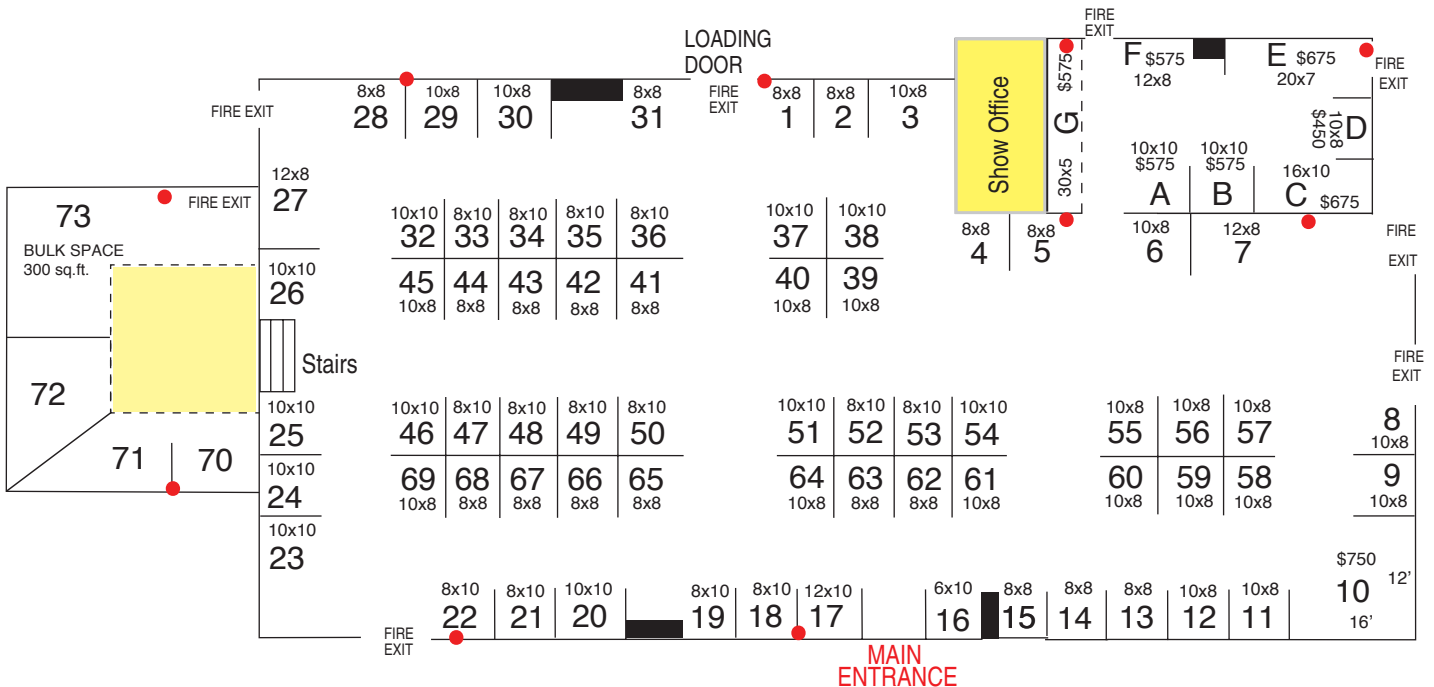 LOADING
DOOR
FIRE
EXIT
FIRE
EXIT
F $575
12x8
E $675
20x7
FIRE
EXIT
FIRE EXIT
8x8
28
10x8
29
10x8
30
8x8
31
8x8
1
8x8
2
10x8
3
Show Office
G $575
30x5
10x8
$450
D
10x10
$575
A
10x10
$575
B
16x10
C $675
12x8
27
FIRE EXIT
73
BULK SPACE
300 sq.ft.
10x10
32
8x10
33
8x10
34
8x10
35
8x10
36
10x10
37
10x10
38
8x8
4
8x8
5
10x8
6
12x8
7
FIRE
EXIT
10x10
26
45
10x8
44
8x8
43
8x8
42
8x8
41
8x8
40
10x8
39
10x8
Stairs
FIRE
EXIT
72
10x10
25
10x10
46
8x10
47
8x10
48
8x10
49
8x10
50
10x10
51
8x10
52
8x10
53
10x10
54
10x8
55
10x8
56
10x8
57
8
10x8
71
70
10x10
24
69
10x8
68
8x8
67
8x8
66
8x8
65
8x8
64
10x8
63
8x8
62
8x8
61
10x8
60
10x8
59
10x8
58
10x8
9
10x8
10x10
23
$750
10
12'
16'
8x10
22
8x10
21
10x10
20
8x10
19
8x10
18
12x10
17
6x10
16
8x8
15
8x8
14
8x8
13
10x8
12
10x8
11
FIRE
EXIT
MAIN
ENTRANCE